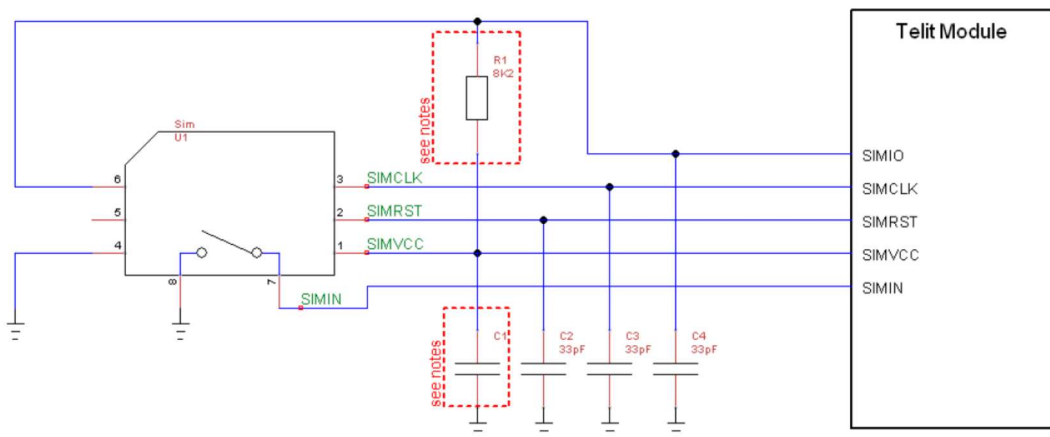 Telit Module
R1
8K2
see notes
Sim
U1
6
5
4
3
2
1
8
7
SIMCLK
SIMRST
SIMVCC
SIMIN
SIMIO
SIMCLK
SIMRST
SIMVCC
SIMIN
see notes
C1
C2
33pF
C3
33pF
C4
33pF